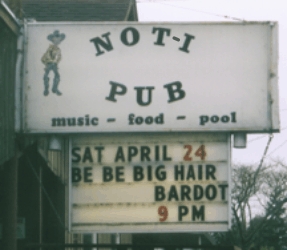 NOT-I
PUB
music - food - pool
SAT APRIL 24
BE BE BIG HAIR
BARDOT
9 PM